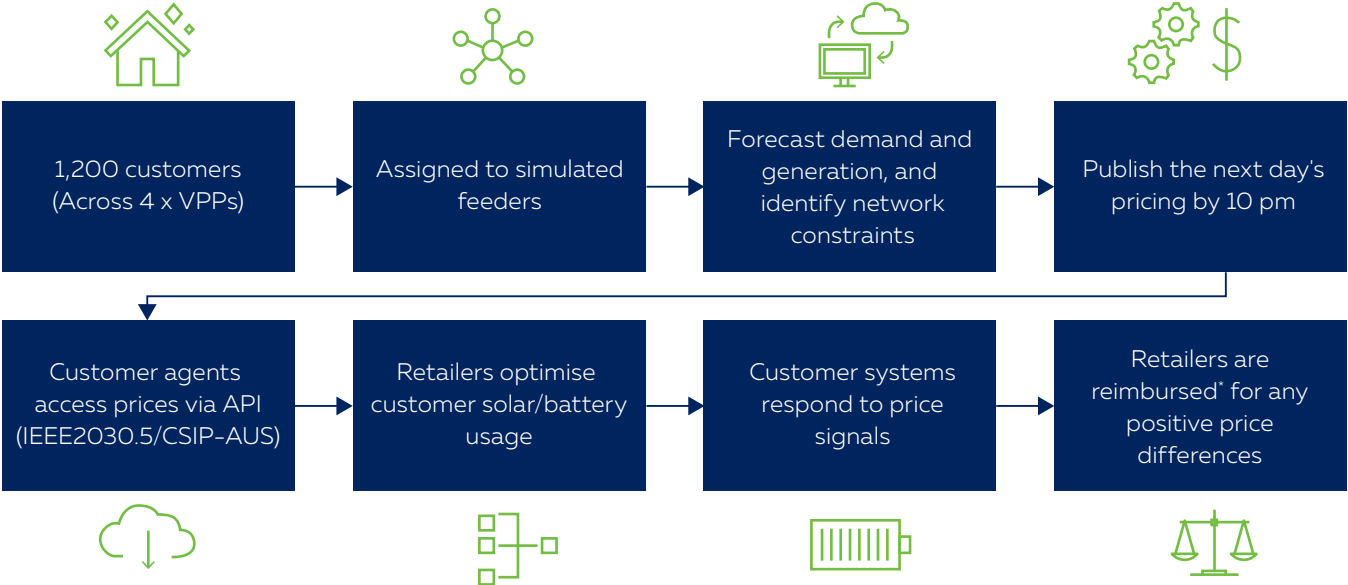 1,200 customers
(Across 4 x VPPs)
Assigned to simulated
feeders
Forecast demand and
generation, and
identify network
constraints
Publish the next day's
pricing by 10 pm
Customer agents
access prices via API
(IEEE2030.5/CSIP-AUS)
Retailers optimise
customer solar/battery
usage
Customer systems
respond to price
signals
Retailers are
reimbursed* for any
positive price
differences